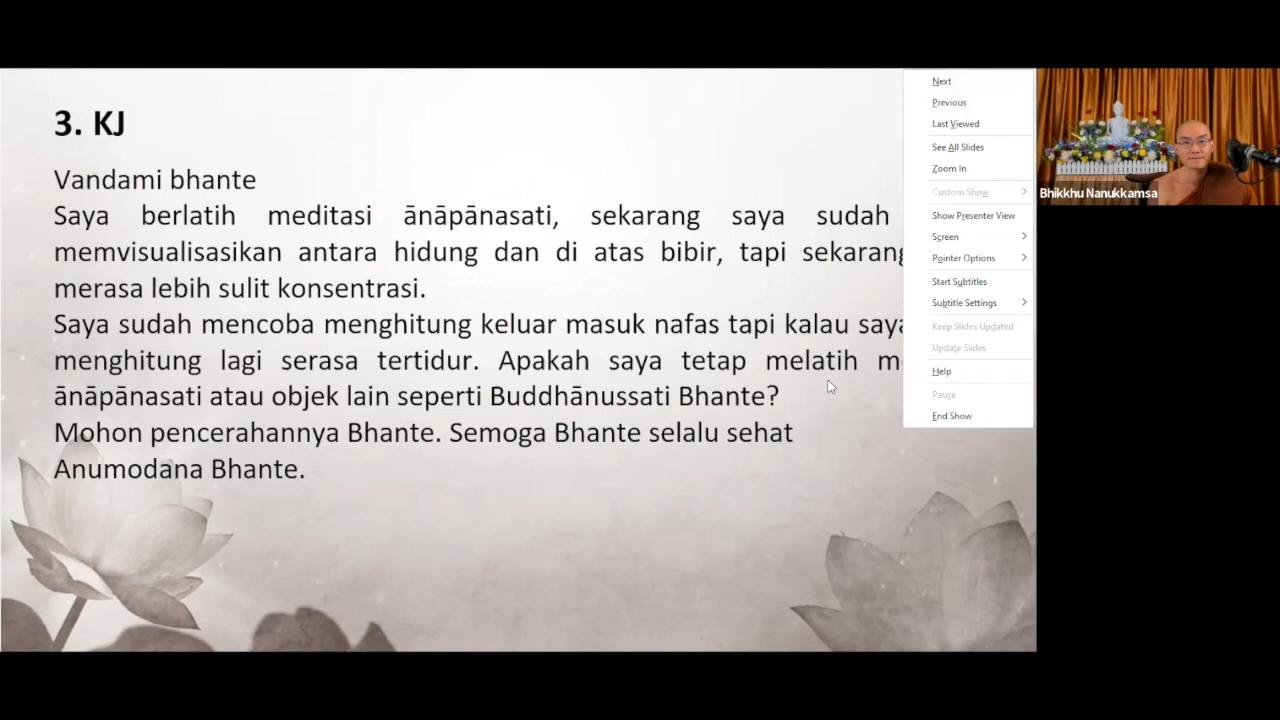 3. KJ
Vandami bhante
Saya berlatih meditasi ānāpānasati, sekarang saya sudah
memvisualisasikan antara hidung dan di atas bibir, tapi sekarang
merasa lebih sulit konsentrasi.
Saya sudah mencoba menghitung keluar masuk nafas tapi kalau saya
menghitung lagi serasa tertidur. Apakah saya tetap melatih
ānāpānasati atau objek lain seperti Buddhānussati Bhante?
Mohon pencerahannya Bhante. Semoga Bhante selalu sehat
Anumodana Bhante.
Next
Previous
Last Viewed
See All Slides
Zoom In
Custom Show
Show Presenter View
Screen
Pointer Options
Start Subtitles
Subtitle Settings
Keep Slides Updated
Update Slides
Help
Pause
End Show
Bhikkhu Nanukkamsa